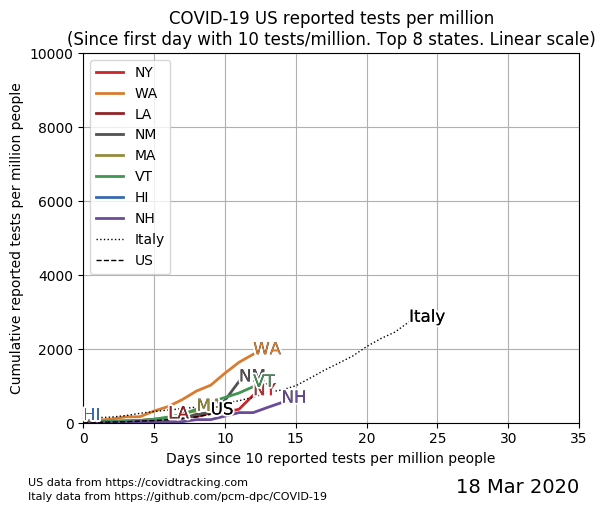 COVID-19 US reported tests per million
(Since first day with 10 tests/million. Top 8 states. Linear scale)
Cumulative reported tests per million people
10000
8000
6000
4000
2000
0
NY
WA
LA
NM
MA
VT
HI
NH
Italy
US
Italy
WA
NM
VT
NY
NH
MA
US
LA
HI
0 5 10 15 20 25 30 35
Days since 10 reported tests per million people
US data from https://covidtracking.com
Italy data from https://github.com/pcm-dpc/COVID-19
18 Mar 2020